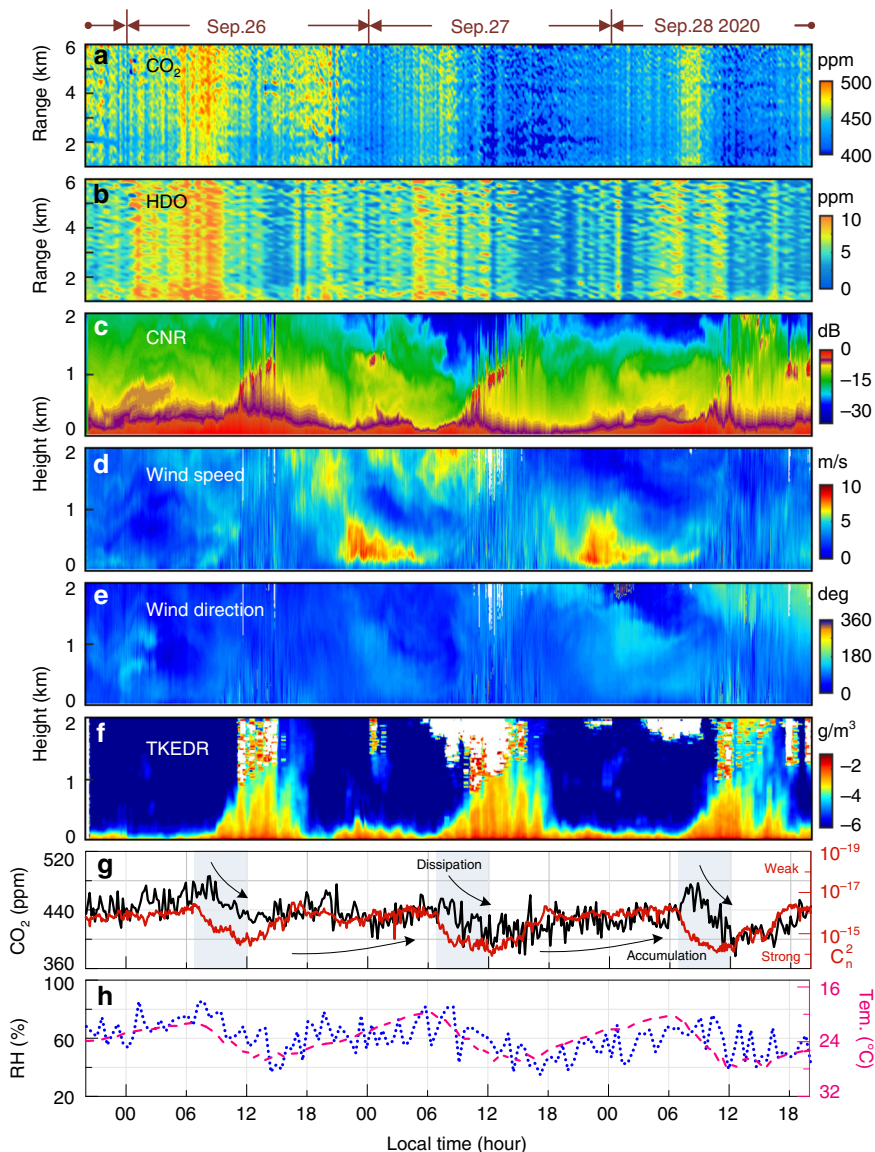 Sep.26 Sep.27 Sep.28 2020
a CO2
Range (km)
6
4
2
ppm
500
450
400
b HDO
Range (km)
6
4
2
ppm
10
5
0
c CNR
2
1
0
dB
0
−15
−30
Height (km)
d Wind speed
2
1
0
m/s
10
5
0
e Wind direction
2
1
0
deg
360
180
0
Height (km)
f TKEDR
2
1
0
g/m³
−2
−4
−6
g
CO2 (ppm)
520
440
360
Dissipation
Accumulation
Weak
Strong
10⁻¹⁹
10⁻¹⁷
10⁻¹⁵
C²n
h
RH (%)
100
80
60
20
16
20
24
28
32
Tem. (°C)
00 06 12 18 00 06 12 18 00 06 12 18 20
Local time (hour)